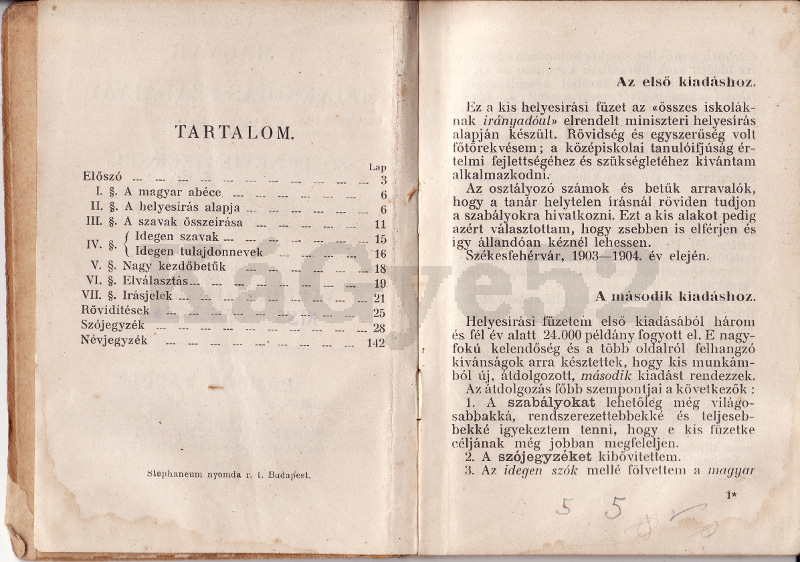 TARTALOM.
Lap
Előszó 3
I. §. A magyar abéce 6
II. §. A helyesírás alapja 6
III. §. A szavak összeírása 11
IV. §. { Idegen szavak 15
Idegen tulajdonnevek 16
V. §. Nagy kezdőbetűk 18
VI. §. Elválasztás 19
VII. §. Irásjelek 21
Rövidítések 25
Szójegyzék 28
Névjegyzék 142
Stephaneum nyomda r.-t. Budapest.
Az első kiadáshoz.
Ez a kis helyesírási füzet az «összes iskolák-
nak irányadóul» elrendelt miniszteri helyesírás
alapján készült. Rövidség és egyszerűség volt
főtörekvésem; a középiskolai tanulóifjúság ér-
telmi fejlettségéhez és szükségletéhez kívántam
alkalmazkodni.
Az osztályozó számok és betűk arravalók,
hogy a tanár helytelen írásnál röviden tudjon
a szabályokra hivatkozni. Ezt a kis alakot pedig
azért választottam, hogy zsebben is elférjen és
így állandóan kéznél lehessen.
Székesfehérvár, 1903—1904. év elején.
A második kiadáshoz.
Helyesírási füzetem első kiadásából három
és fél év alatt 24.000 példány fogyott el. E nagy-
fokú kelendőség és a több oldalról felhangzó
kívánságok arra késztettek, hogy kis munkám-
ból új, átdolgozott, második kiadást rendezzek.
Az átdolgozás főbb szempontjai a következők:
1. A szabályokat lehetőleg még világo-
sabbakká, rendszerezettebbekké és teljeseb-
bekké igyekeztem tenni, hogy e kis füzetke
céljának még jobban megfeleljen.
2. A szójegyzéket kibővítettem.
3. Az idegen szók mellé fölvettem a magyar
1*
5 5
KaGye52